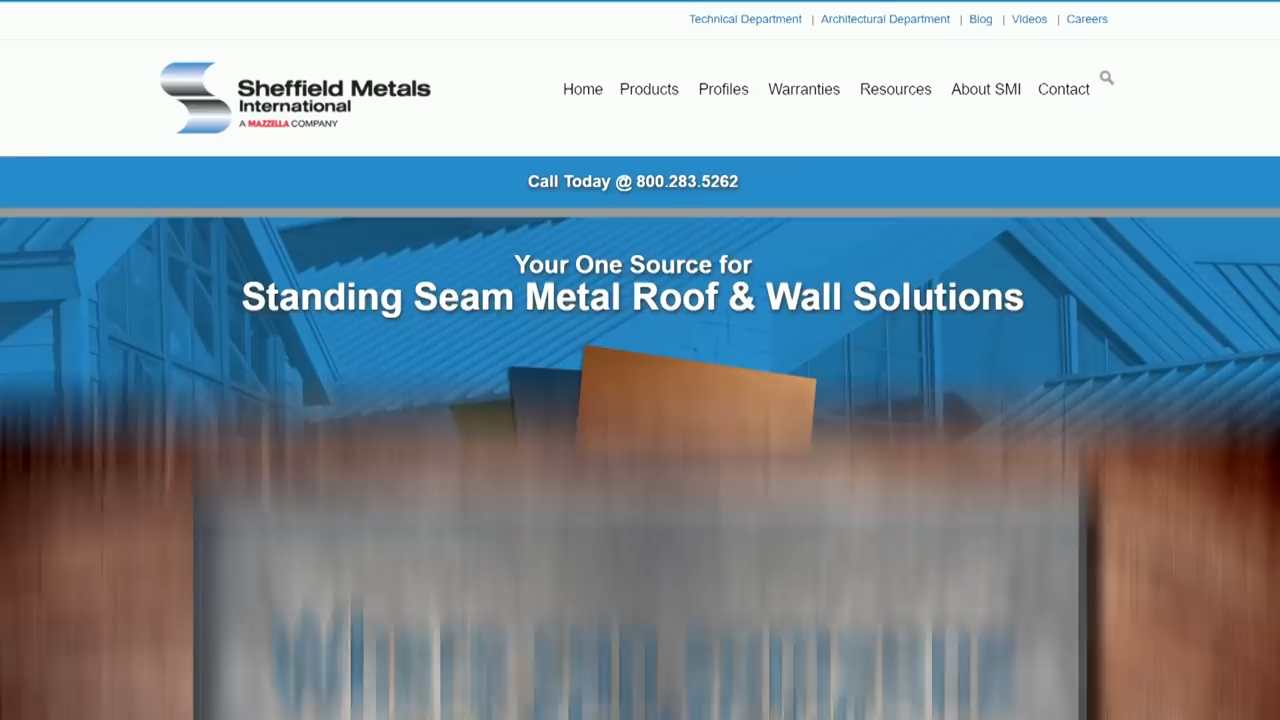 Technical Department | Architectural Department | Blog | Videos | Careers
Sheffield Metals
International
A MAZZELLA COMPANY
Home Products Profiles Warranties Resources About SMI Contact
Call Today @ 800.283.5262
Your One Source for
Standing Seam Metal Roof & Wall Solutions